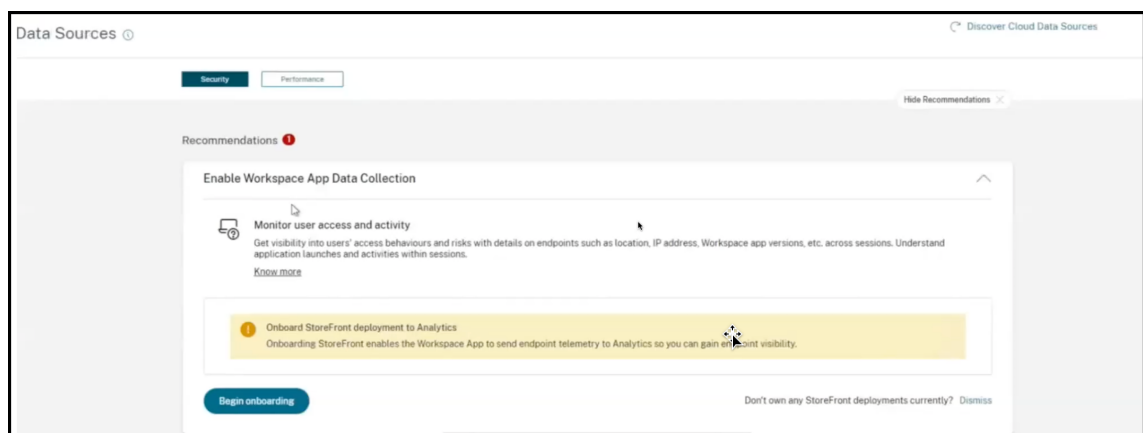 Data Sources
Discover Cloud Data Sources
Security
Performance
Hide Recommendations
Recommendations 1
Enable Workspace App Data Collection
Monitor user access and activity
Get visibility into users' access behaviours and risks with details on endpoints such as location, IP address, Workspace app versions, etc. across sessions. Understand
application launches and activities within sessions.
Know more
Onboard StoreFront deployment to Analytics
Onboarding StoreFront enables the Workspace App to send endpoint telemetry to Analytics so you can gain endpoint visibility.
Begin onboarding
Don't own any StoreFront deployments currently? Dismiss